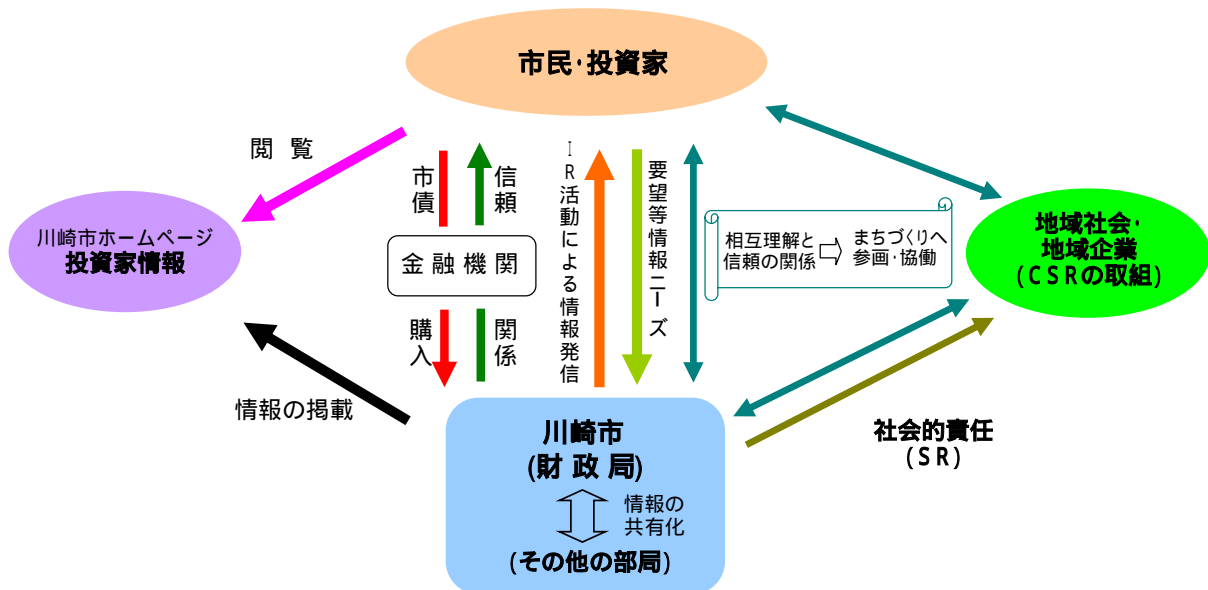 市民･投資家
閲 覧
川崎市ホームページ
投資家情報
情報の掲載
市債
信頼
金 融 機 関
購入
関係
ＩＲ活動による情報発信
要望等情報ニーズ
相互理解と
信頼の関係
まちづくりへ
参画･協働
地域社会･
地域企業
(ＣＳＲの取組)
社会的責任
(ＳＲ)
川崎市
(財 政 局)
情報の
共有化
(その他の部局)